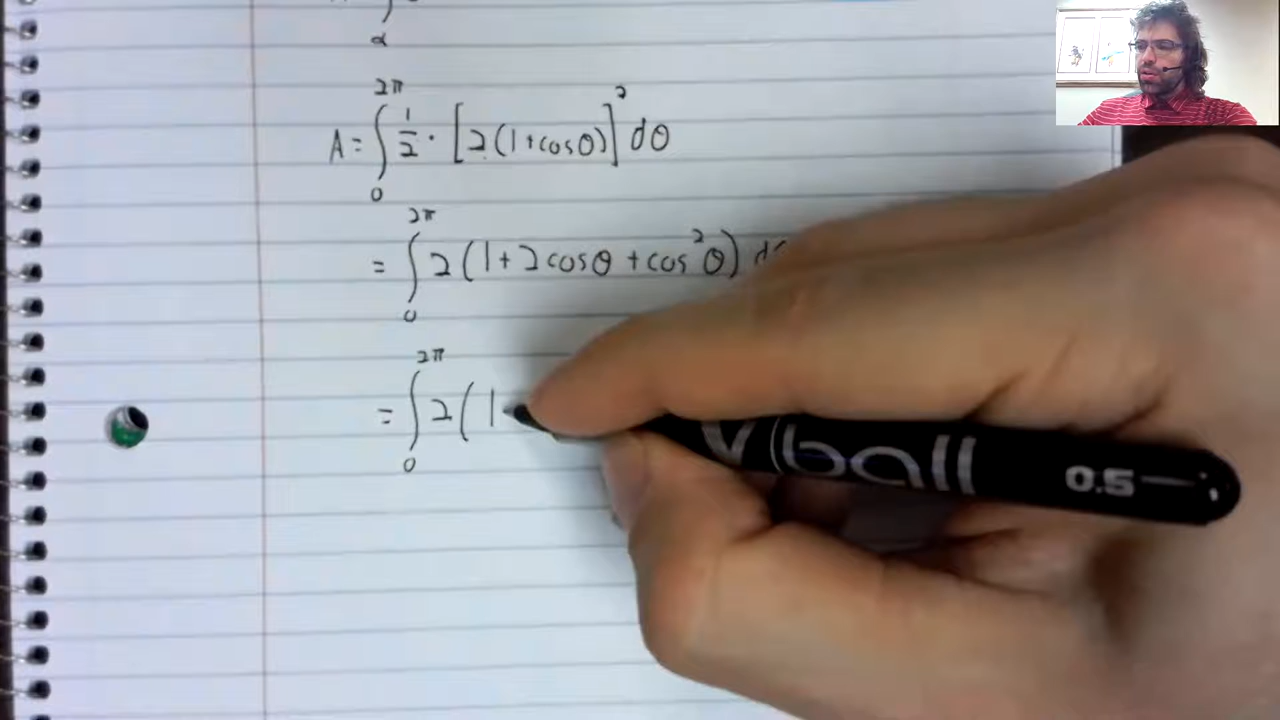 α
2π
A = ∫ 1/2 · [2(1+cosθ)]² dθ
0
2π
= ∫ 2(1+2cosθ+cos²θ) d
0
2π
= ∫ 2(1
0
ball 0.5